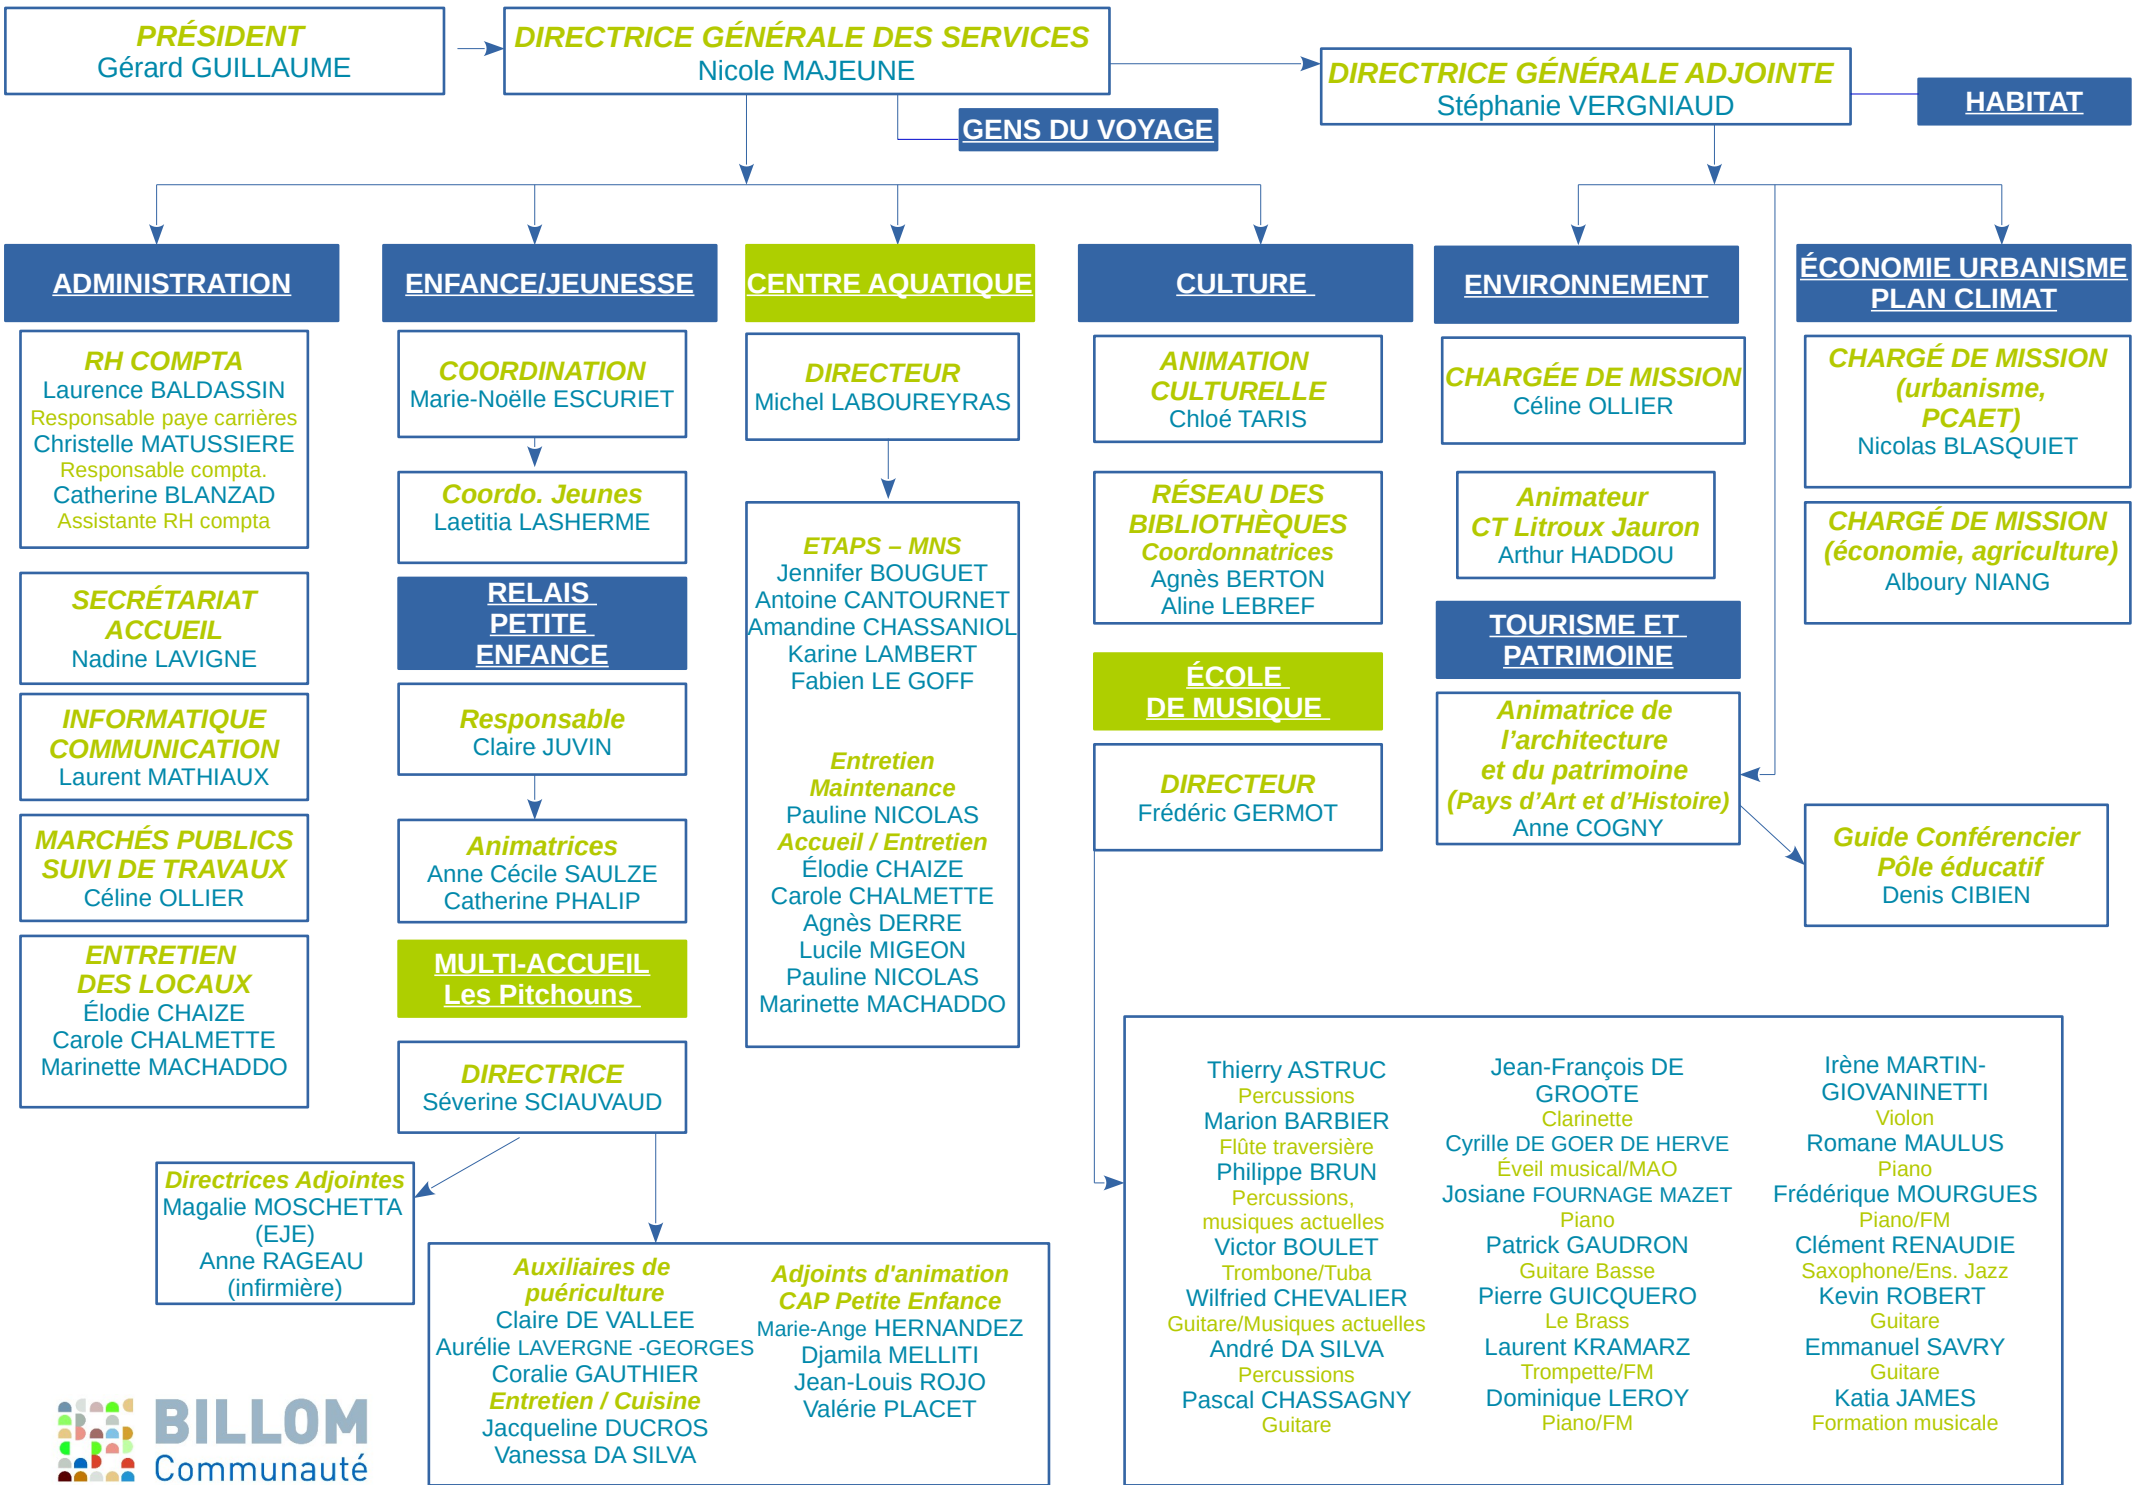 PRÉSIDENT
Gérard GUILLAUME
DIRECTRICE GÉNÉRALE DES SERVICES
Nicole MAJEUNE
DIRECTRICE GÉNÉRALE ADJOINTE
Stéphanie VERGNIAUD
HABITAT
GENS DU VOYAGE
ADMINISTRATION
RH COMPTA
Laurence BALDASSIN
Responsable paye carrières
Christelle MATUSSIERE
Responsable compta.
Catherine BLANZAD
Assistante RH compta
SECRÉTARIAT
ACCUEIL
Nadine LAVIGNE
INFORMATIQUE
COMMUNICATION
Laurent MATHIAUX
MARCHÉS PUBLICS
SUIVI DE TRAVAUX
Céline OLLIER
ENTRETIEN
DES LOCAUX
Élodie CHAIZE
Carole CHALMETTE
Marinette MACHADDO
ENFANCE/JEUNESSE
COORDINATION
Marie-Noëlle ESCURIET
Coordo. Jeunes
Laetitia LASHERME
RELAIS
PETITE
ENFANCE
Responsable
Claire JUVIN
Animatrices
Anne Cécile SAULZE
Catherine PHALIP
MULTI-ACCUEIL
Les Pitchouns
DIRECTRICE
Séverine SCIAUVAUD
Directrices Adjointes
Magalie MOSCHETTA
(EJE)
Anne RAGEAU
(infirmière)
Auxiliaires de
puériculture
Claire DE VALLEE
Aurélie LAVERGNE -GEORGES
Coralie GAUTHIER
Entretien / Cuisine
Jacqueline DUCROS
Vanessa DA SILVA
Adjoints d'animation
CAP Petite Enfance
Marie-Ange HERNANDEZ
Djamila MELLITI
Jean-Louis ROJO
Valérie PLACET
CENTRE AQUATIQUE
DIRECTEUR
Michel LABOUREYRAS
ETAPS – MNS
Jennifer BOUGUET
Antoine CANTOURNET
Amandine CHASSANIOL
Karine LAMBERT
Fabien LE GOFF
Entretien
Maintenance
Pauline NICOLAS
Accueil / Entretien
Élodie CHAIZE
Carole CHALMETTE
Agnès DERRE
Lucile MIGEON
Pauline NICOLAS
Marinette MACHADDO
CULTURE
ANIMATION
CULTURELLE
Chloé TARIS
RÉSEAU DES
BIBLIOTHÈQUES
Coordonnatrices
Agnès BERTON
Aline LEBREF
ÉCOLE
DE MUSIQUE
DIRECTEUR
Frédéric GERMOT
Thierry ASTRUC
Percussions
Marion BARBIER
Flûte traversière
Philippe BRUN
Percussions,
musiques actuelles
Victor BOULET
Trombone/Tuba
Wilfried CHEVALIER
Guitare/Musiques actuelles
André DA SILVA
Percussions
Pascal CHASSAGNY
Guitare
Jean-François DE
GROOTE
Clarinette
Cyrille DE GOER DE HERVE
Éveil musical/MAO
Josiane FOURNAGE MAZET
Piano
Patrick GAUDRON
Guitare Basse
Pierre GUICQUERO
Le Brass
Laurent KRAMARZ
Trompette/FM
Dominique LEROY
Piano/FM
Irène MARTIN-
GIOVANINETTI
Violon
Romane MAULUS
Piano
Frédérique MOURGUES
Piano/FM
Clément RENAUDIE
Saxophone/Ens. Jazz
Kevin ROBERT
Guitare
Emmanuel SAVRY
Guitare
Katia JAMES
Formation musicale
ENVIRONNEMENT
CHARGÉE DE MISSION
Céline OLLIER
Animateur
CT Litroux Jauron
Arthur HADDOU
TOURISME ET
PATRIMOINE
Animatrice de
l’architecture
et du patrimoine
(Pays d’Art et d’Histoire)
Anne COGNY
Guide Conférencier
Pôle éducatif
Denis CIBIEN
ÉCONOMIE URBANISME
PLAN CLIMAT
CHARGÉ DE MISSION
(urbanisme,
PCAET)
Nicolas BLASQUIET
CHARGÉ DE MISSION
(économie, agriculture)
Alboury NIANG
BILLOM
Communauté